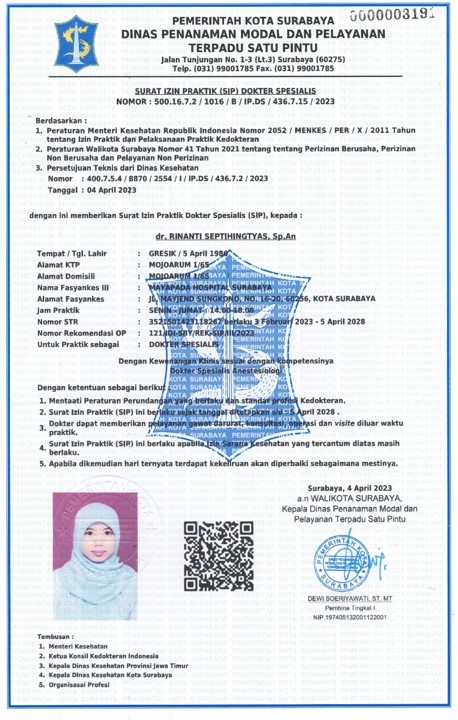 0000003191
PEMERINTAH KOTA SURABAYA
DINAS PENANAMAN MODAL DAN PELAYANAN
TERPADU SATU PINTU
Jalan Tunjungan No. 1-3 (Lt.3) Surabaya (60275)
Telp. (031) 99001785 Fax. (031) 99001785
SURAT IZIN PRAKTIK (SIP) DOKTER SPESIALIS
NOMOR : 500.16.7.2 / 1016 / B / IP.DS / 436.7.15 / 2023
Berdasarkan :
1. Peraturan Menteri Kesehatan Republik Indonesia Nomor 2052 / MENKES / PER / X / 2011 Tahun
tentang Izin Praktik dan Pelaksanaan Praktik Kedokteran
2. Peraturan Walikota Surabaya Nomor 41 Tahun 2021 tentang tentang Perizinan Berusaha, Perizinan
Non Berusaha dan Pelayanan Non Perizinan
3. Persetujuan Teknis dari Dinas Kesehatan
Nomor : 400.7.5.4 / 8870 / 2554 / I / IP.DS / 436.7.2 / 2023
Tanggal : 04 April 2023
dengan ini memberikan Surat Izin Praktik Dokter Spesialis (SIP), kepada :
dr. RINANTI SEPTIHINGTYAS, Sp.An
Tempat / Tgl. Lahir : GRESIK / 5 April 1986
Alamat KTP : MOJOARUM 1/65
Alamat Domisili : MOJOARUM 1/65
Nama Fasyankes III : MAYAPADA HOSPITAL SURABAYA
Alamat Fasyankes : JL. MAYJEND SUNGKONO, NO. 16-20, 60256, KOTA SURABAYA
Jam Praktik : SENIN - JUMAT : 14.00-18.00
Nomor STR : 3521501423118267 berlaku 3 Februari 2023 - 5 April 2028
Nomor Rekomendasi OP : 121/IDI-SBY/REK-SIP/III/2023
Untuk Praktik sebagai : DOKTER SPESIALIS
Dengan Kewenangan Klinis sesuai dengan kompetensinya
Dokter Spesialis Anestesiologi
Dengan ketentuan sebagai berikut :
1. Mentaati Peraturan Perundangan yang berlaku dan standar profesi Kedokteran.
2. Surat Izin Praktik (SIP) ini berlaku sejak tanggal ditetapkan s/d : 5 April 2028 .
3. Dokter dapat memberikan pelayanan gawat darurat, konsultasi, operasi dan visite diluar waktu
praktik.
4. Surat Izin Praktik (SIP) ini berlaku apabila Izin Sarana Kesehatan yang tercantum diatas masih
berlaku.
5. Apabila dikemudian hari ternyata terdapat kekeliruan akan diperbaiki sebagaimana mestinya.
Surabaya, 4 April 2023
a.n WALIKOTA SURABAYA,
Kepala Dinas Penanaman Modal dan
Pelayanan Terpadu Satu Pintu
PEMERINTAH KOTA
SURABAYA
DEWI SOERIYAWATI, ST. MT
Pembina Tingkat I
NIP.197405132001122001
Tembusan :
1. Menteri Kesehatan
2. Ketua Konsil Kedokteran Indonesia
3. Kepala Dinas Kesehatan Provinsi Jawa Timur
4. Kepala Dinas Kesehatan Kota Surabaya
5. Organisasai Profesi